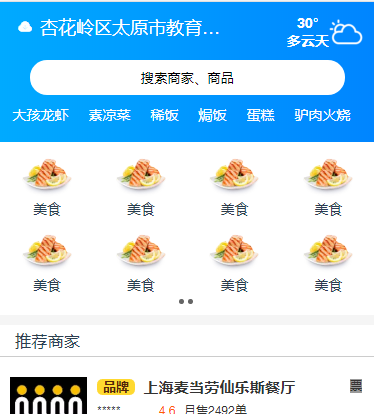 杏花岭区太原市教育...
30°
多云天
搜索商家、商品
大孩龙虾 素凉菜 稀饭 焗饭 蛋糕 驴肉火烧
美食 美食 美食 美食
美食 美食 美食 美食
推荐商家
品牌 上海麦当劳仙乐斯餐厅
***** 4.6 月售2492单